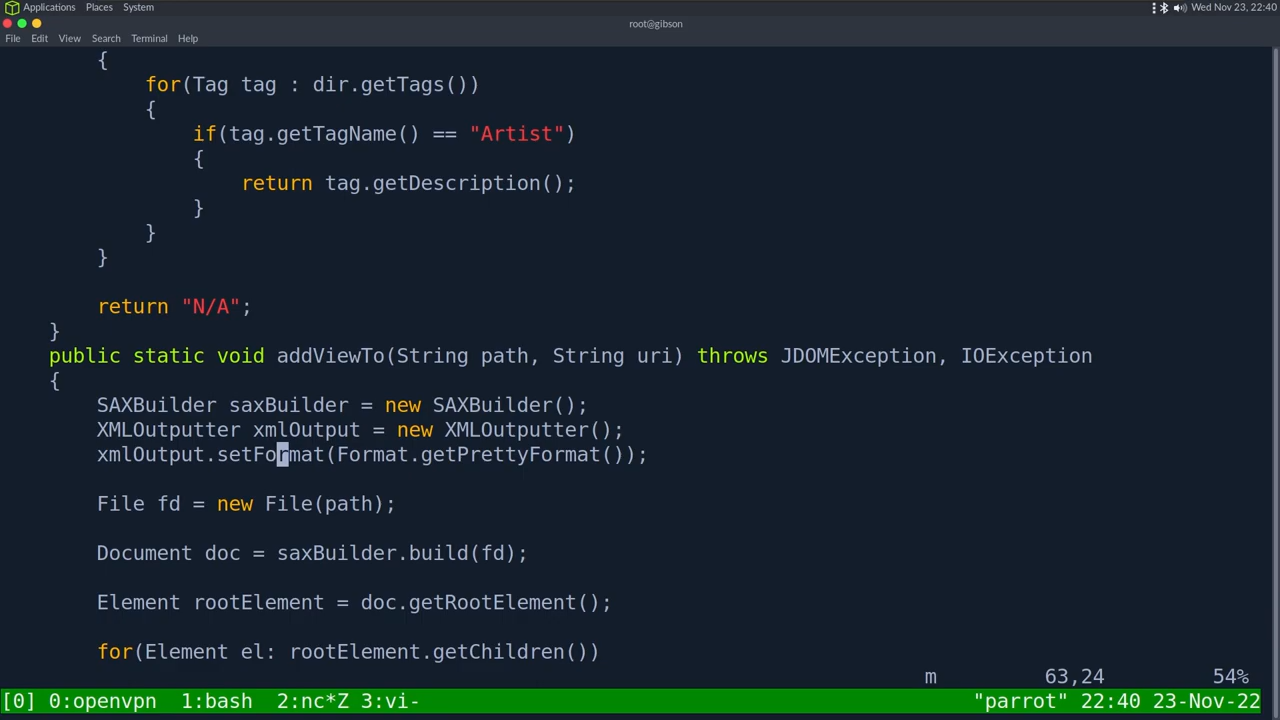 Applications Places System Wed Nov 23, 22:40
root@gibson
File Edit View Search Terminal Help
{
for(Tag tag : dir.getTags())
{
if(tag.getTagName() == "Artist")
{
return tag.getDescription();
}
}
}
return "N/A";
}
public static void addViewTo(String path, String uri) throws JDOMException, IOException
{
SAXBuilder saxBuilder = new SAXBuilder();
XMLOutputter xmlOutput = new XMLOutputter();
xmlOutput.setFormat(Format.getPrettyFormat());
File fd = new File(path);
Document doc = saxBuilder.build(fd);
Element rootElement = doc.getRootElement();
for(Element el: rootElement.getChildren())
m 63,24 54%
[0] 0:openvpn 1:bash 2:nc*Z 3:vi- "parrot" 22:40 23-Nov-22